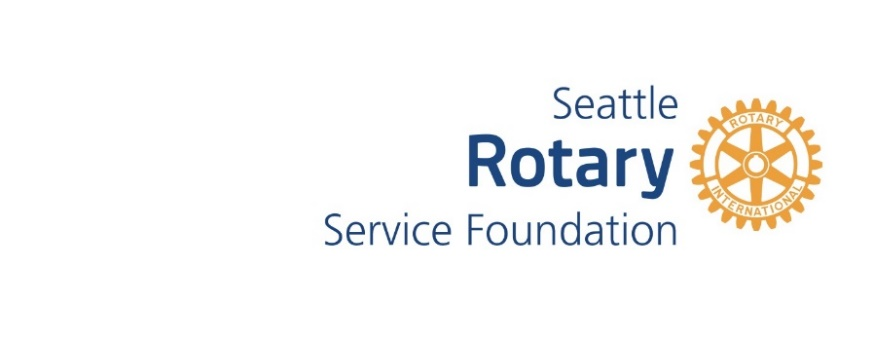 Seattle
Rotary
Service Foundation
ROTARY
INTERNATIONAL